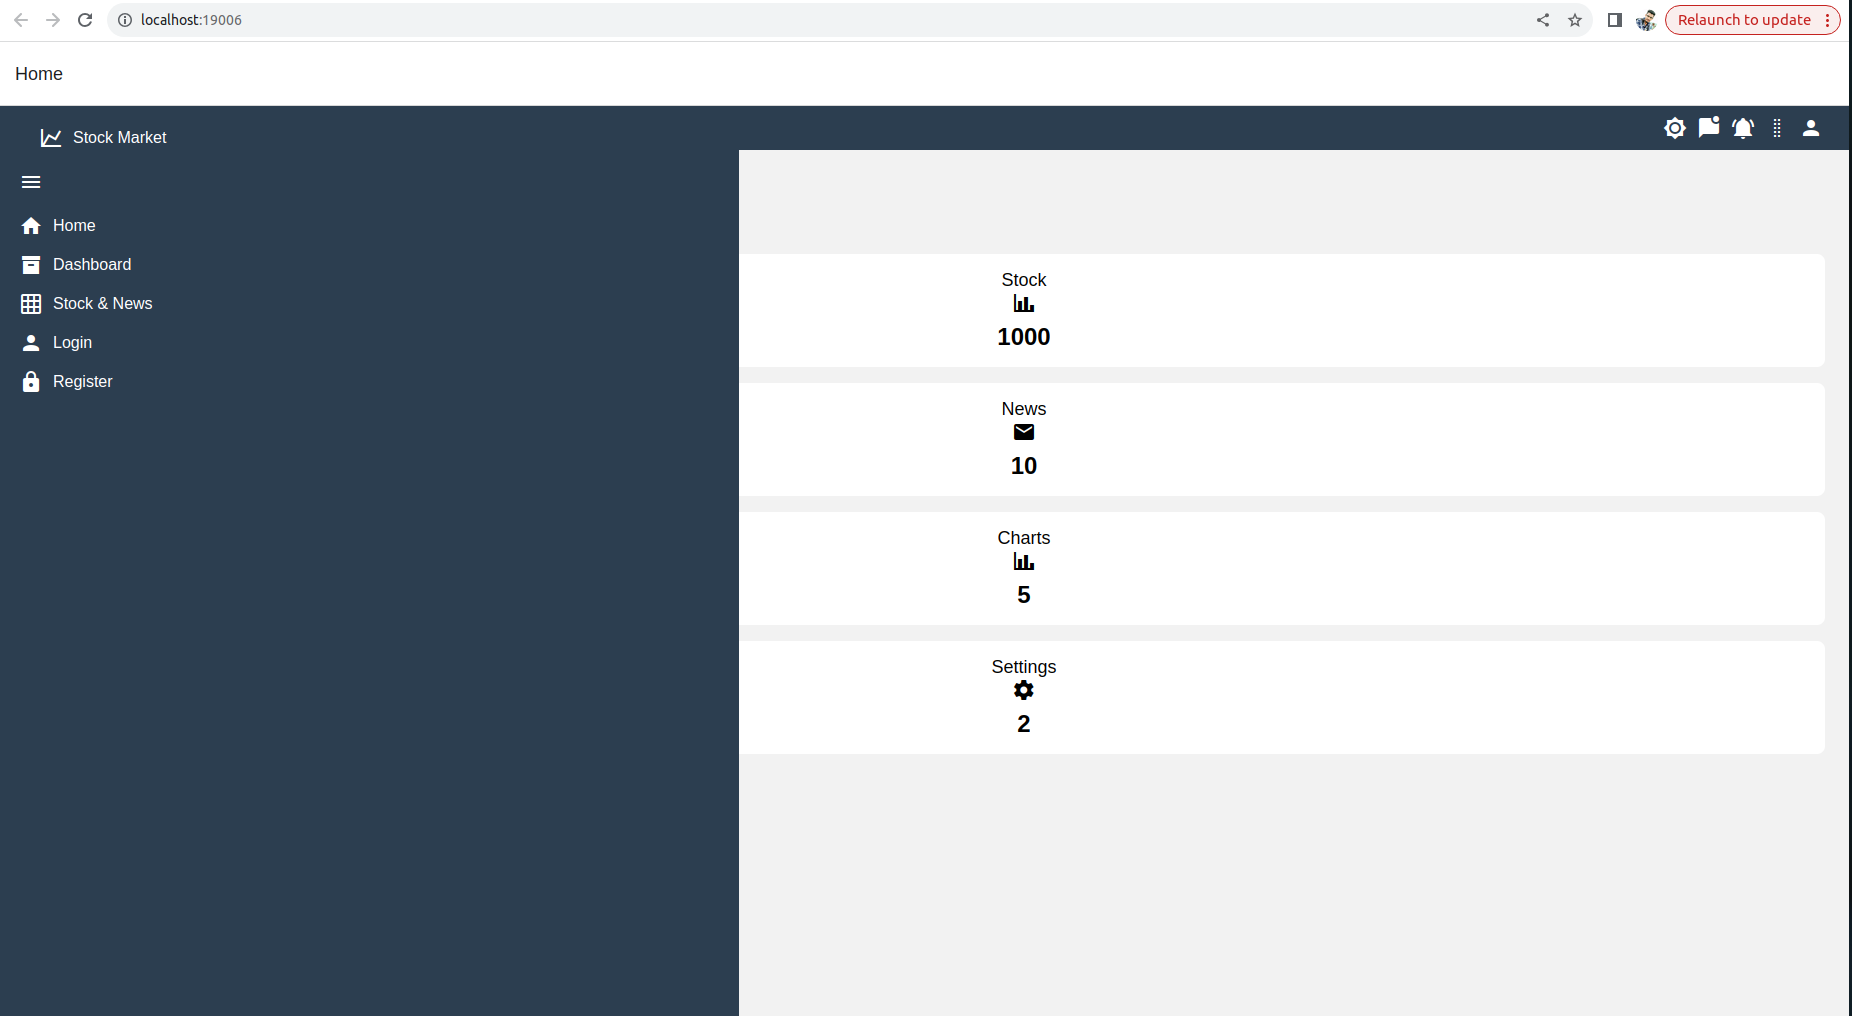 localhost:19006
Relaunch to update
Home
Stock Market
Home
Dashboard
Stock & News
Login
Register
Stock
1000
News
10
Charts
5
Settings
2